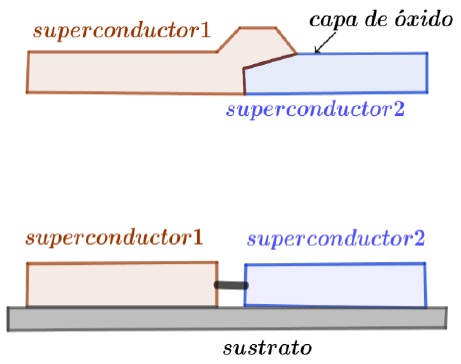 superconductor1
capa de óxido
superconductor2
superconductor1
superconductor2
sustrato